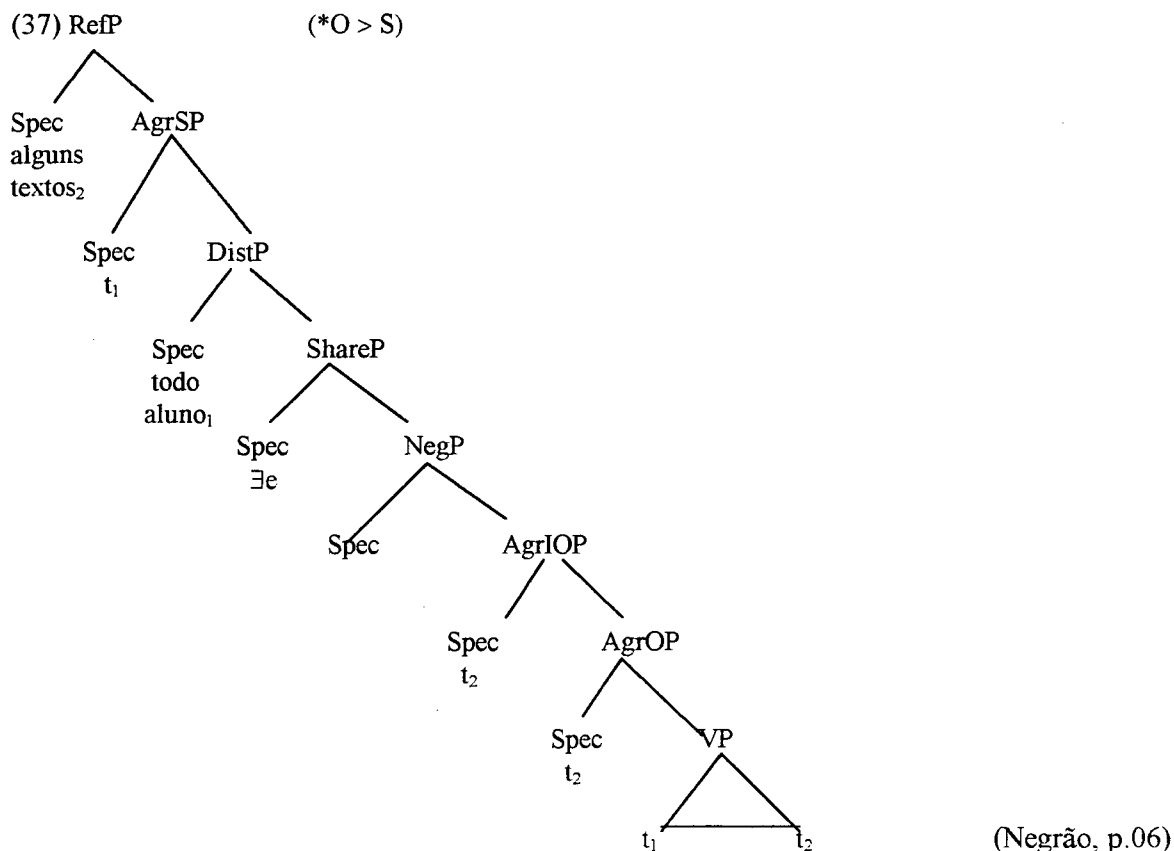 (37) RefP (*O > S)
Spec AgrSP
alguns
textos₂
Spec DistP
t₁
Spec ShareP
todo
aluno₁
Spec NegP
∃e
Spec AgrIOP
Spec AgrOP
t₂
Spec VP
t₂
t₁ t₂ (Negrão, p.06)